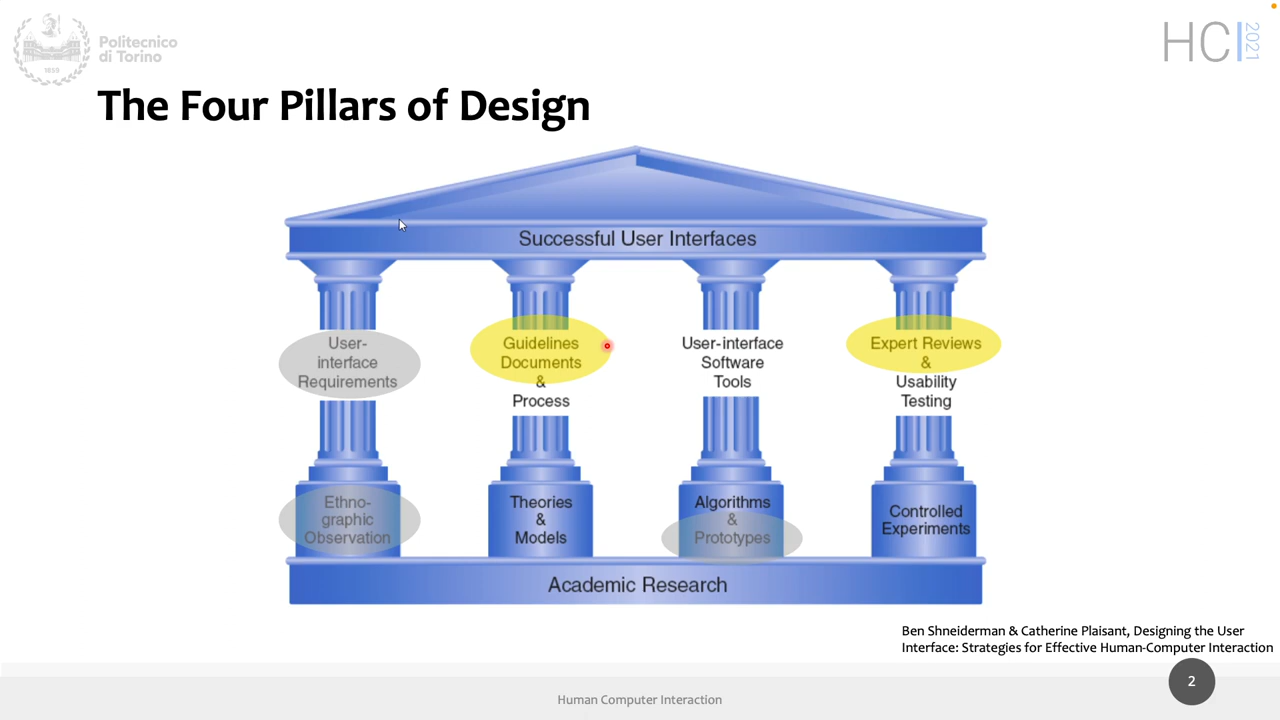 Politecnico
di Torino
1859
HCI 2021
The Four Pillars of Design
Successful User Interfaces
User-
interface
Requirements
Guidelines
Documents
&
Process
User-interface
Software
Tools
Expert Reviews
&
Usability
Testing
Ethno-
graphic
Observation
Theories
&
Models
Algorithms
&
Prototypes
Controlled
Experiments
Academic Research
Ben Shneiderman & Catherine Plaisant, Designing the User
Interface: Strategies for Effective Human-Computer Interaction
Human Computer Interaction
2